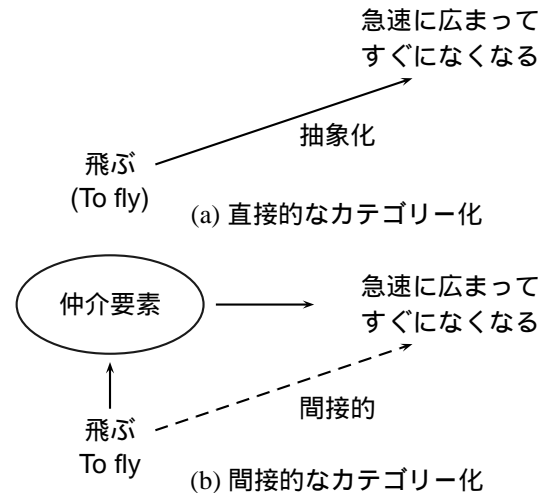 急速に広まって
すぐになくなる
抽象化
飛ぶ
(To fly)
(a) 直接的なカテゴリー化
仲介要素
急速に広まって
すぐになくなる
間接的
飛ぶ
To fly
(b) 間接的なカテゴリー化